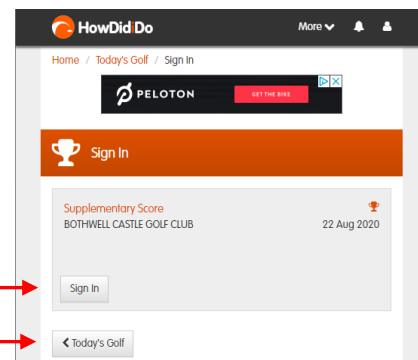 HowDidiDo
More
Home / Today's Golf / Sign In
PELOTON
GET THE BIKE
Sign In
Supplementary Score
BOTHWELL CASTLE GOLF CLUB
22 Aug 2020
Sign In
Today's Golf